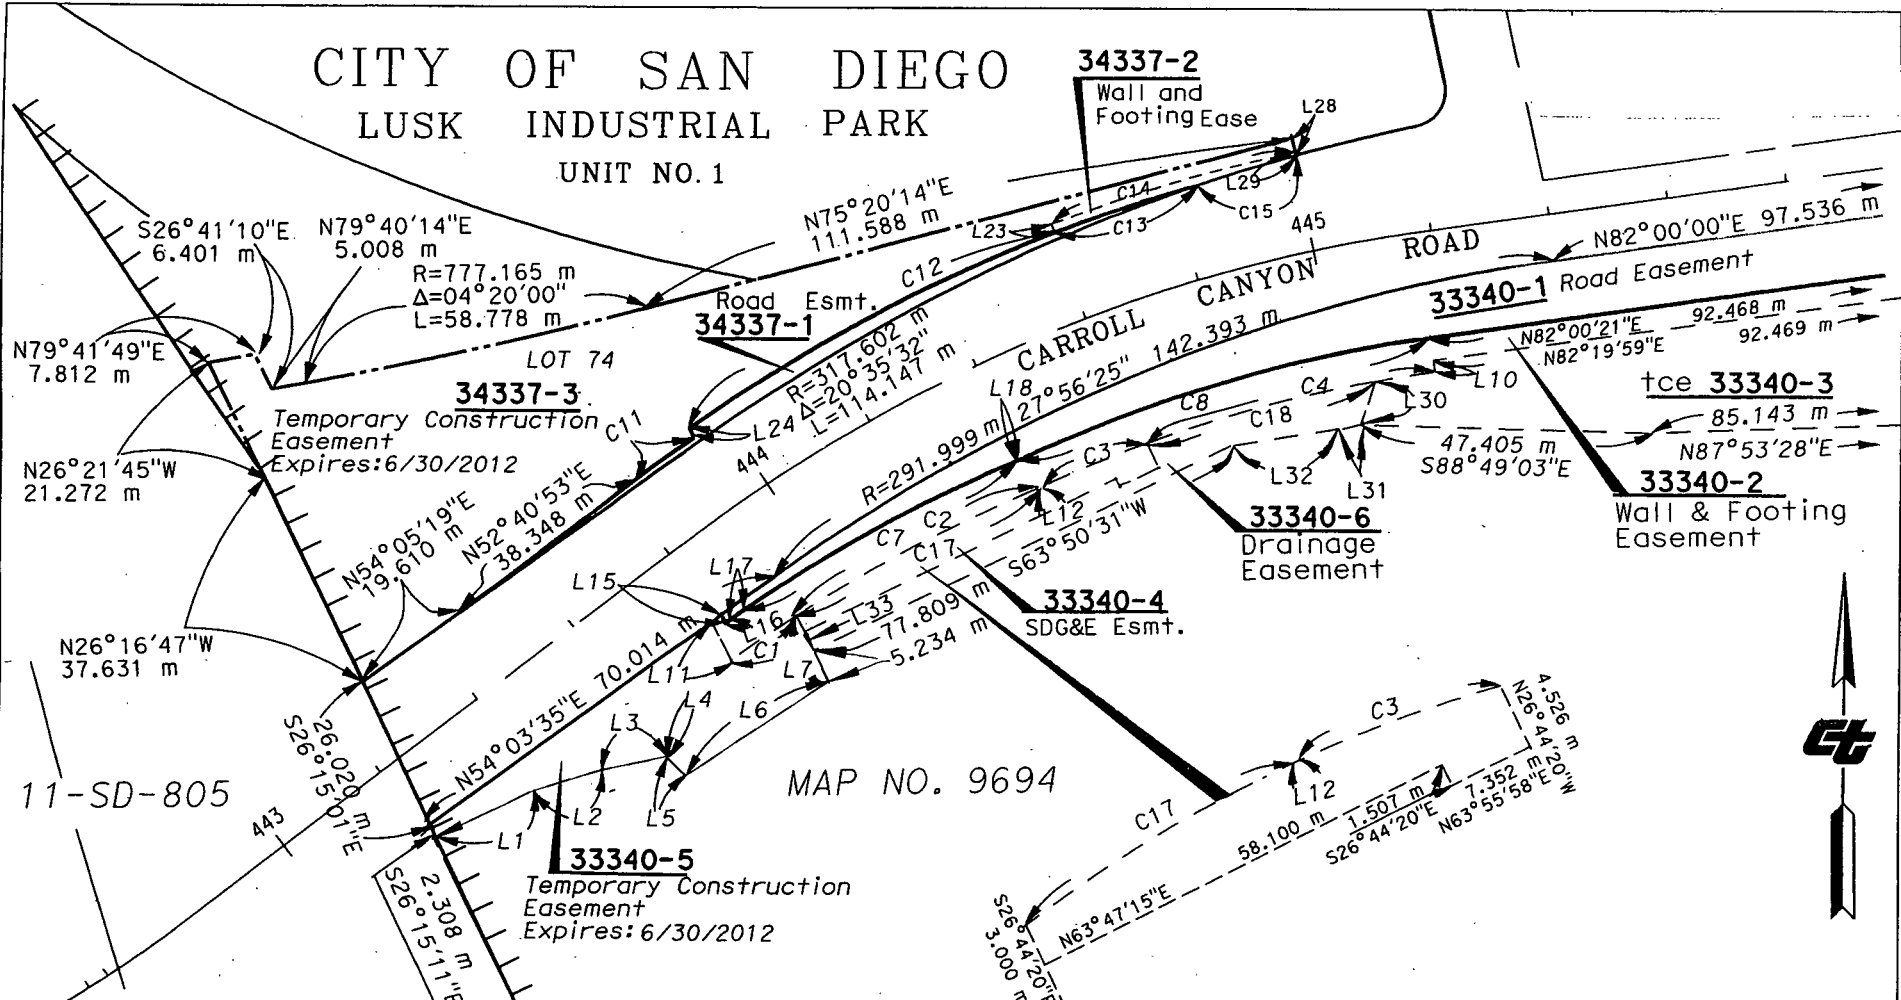 CITY OF SAN DIEGO
LUSK INDUSTRIAL PARK
UNIT NO. 1
34337-2
Wall and
Footing Ease
L28
S26°41'10"E
6.401 m
N79°40'14"E
5.008 m
R=777.165 m
Δ=04°20'00"
L=58.778 m
N75°20'14"E
111.588 m
L23
C14
C13
L29
C15
445
CARROLL CANYON ROAD
N82°00'00"E 97.536 m
33340-1 Road Easement
C12
Road Esmt.
34337-1
LOT 74
N79°41'49"E
7.812 m
34337-3
Temporary Construction
Easement
Expires:6/30/2012
N26°21'45"W
21.272 m
C11
L24
R=317.602 m
Δ=20°35'32"
L=114.147 m
444
L18
R=291.999 m 27°56'25" 142.393 m
N82°00'21"E 92.468 m
N82°19'59"E 92.469 m
L10
C4
C8
C18
L30
tce 33340-3
85.143 m
N87°53'28"E
47.405 m
S88°49'03"E
C3
L32
L31
33340-2
Wall & Footing
Easement
33340-6
Drainage
Easement
L12
C2
C7
C17
S63°50'31"W
N54°05'19"E
19.610 m
N52°40'53"E
38.348 m
L15
L17
L16
L33
77.809 m
5.234 m
33340-4
SDG&E Esmt.
N26°16'47"W
37.631 m
C1
L11
L7
L4
L3
L6
N54°03'35"E 70.014 m
26.020 m
S26°15'01"E
11-SD-805
443
MAP NO. 9694
L1
L2
L5
33340-5
Temporary Construction
Easement
Expires: 6/30/2012
2.308 m
S26°15'11"E
C3
4.526 m
N26°44'20"W
L12
C17
58.100 m
1.507 m
S26°44'20"E
7.352 m
N63°55'58"E
N63°47'15"E
S26°44'20"E
3.000 m
ct